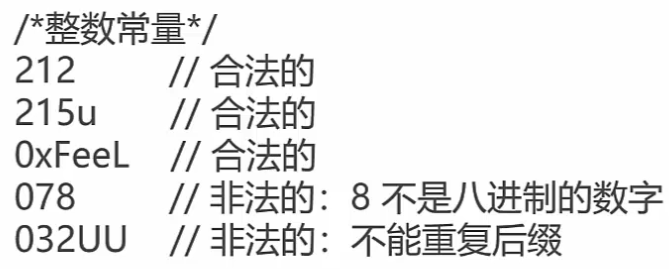 /*整数常量*/
212 // 合法的
215u // 合法的
0xFeeL // 合法的
078 // 非法的：8 不是八进制的数字
032UU // 非法的：不能重复后缀